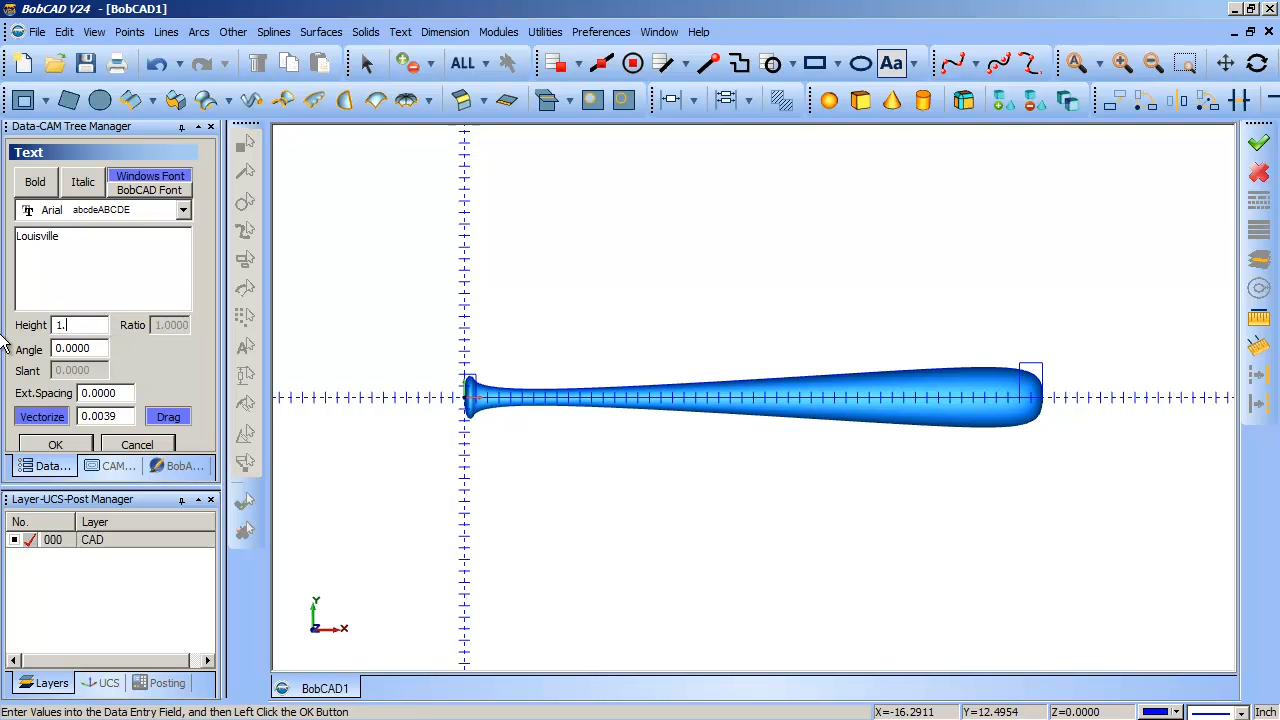 BobCAD V24 - [BobCAD1]
File Edit View Points Lines Arcs Other Splines Surfaces Solids Text Dimension Modules Utilities Preferences Window Help
ALL Aa
Data-CAM Tree Manager
Text
Bold Italic Windows Font
BobCAD Font
Arial abcdeABCDE
Louisville
Height 1. Ratio 1.0000
Angle 0.0000
Slant 0.0000
Ext.Spacing 0.0000
Vectorize 0.0039 Drag
OK Cancel
Data... CAM... BobA...
Layer-UCS-Post Manager
No. Layer
000 CAD
Y
Z X
Layers UCS Posting
BobCAD1
Enter Values into the Data Entry Field, and then Left Click the OK Button X=-16.2911 Y=12.4954 Z=0.0000 Inch